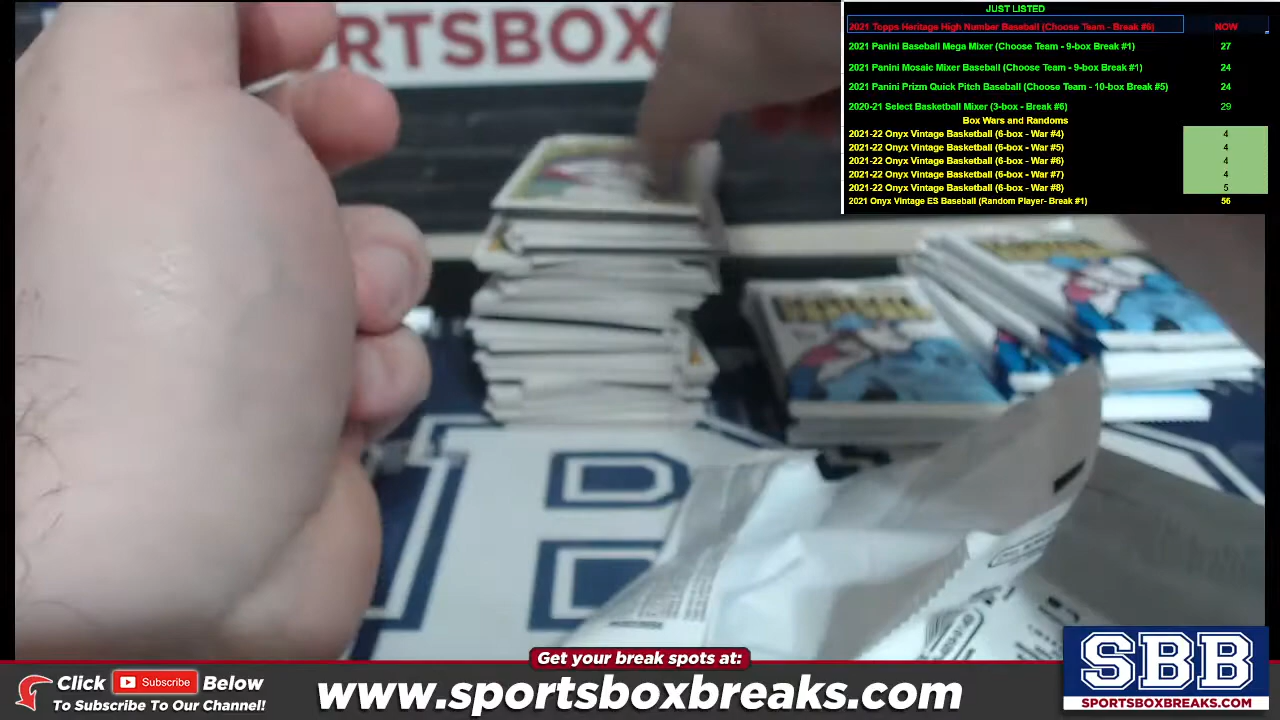 SPORTSBOX
JUST LISTED
2021 Topps Heritage High Number Baseball (Choose Team - Break #6) NOW
2021 Panini Baseball Mega Mixer (Choose Team - 9-box Break #1) 27
2021 Panini Mosaic Mixer Baseball (Choose Team - 9-box Break #1) 24
2021 Panini Prizm Quick Pitch Baseball (Choose Team - 10-box Break #5) 24
2020-21 Select Basketball Mixer (3-box - Break #6) 29
Box Wars and Randoms
2021-22 Onyx Vintage Basketball (6-box - War #4) 4
2021-22 Onyx Vintage Basketball (6-box - War #5) 4
2021-22 Onyx Vintage Basketball (6-box - War #6) 4
2021-22 Onyx Vintage Basketball (6-box - War #7) 4
2021-22 Onyx Vintage Basketball (6-box - War #8) 5
2021 Onyx Vintage ES Baseball (Random Player- Break #1) 56
Get your break spots at:
Click Subscribe Below
To Subscribe To Our Channel!
www.sportsboxbreaks.com
SBB
SPORTSBOXBREAKS.COM